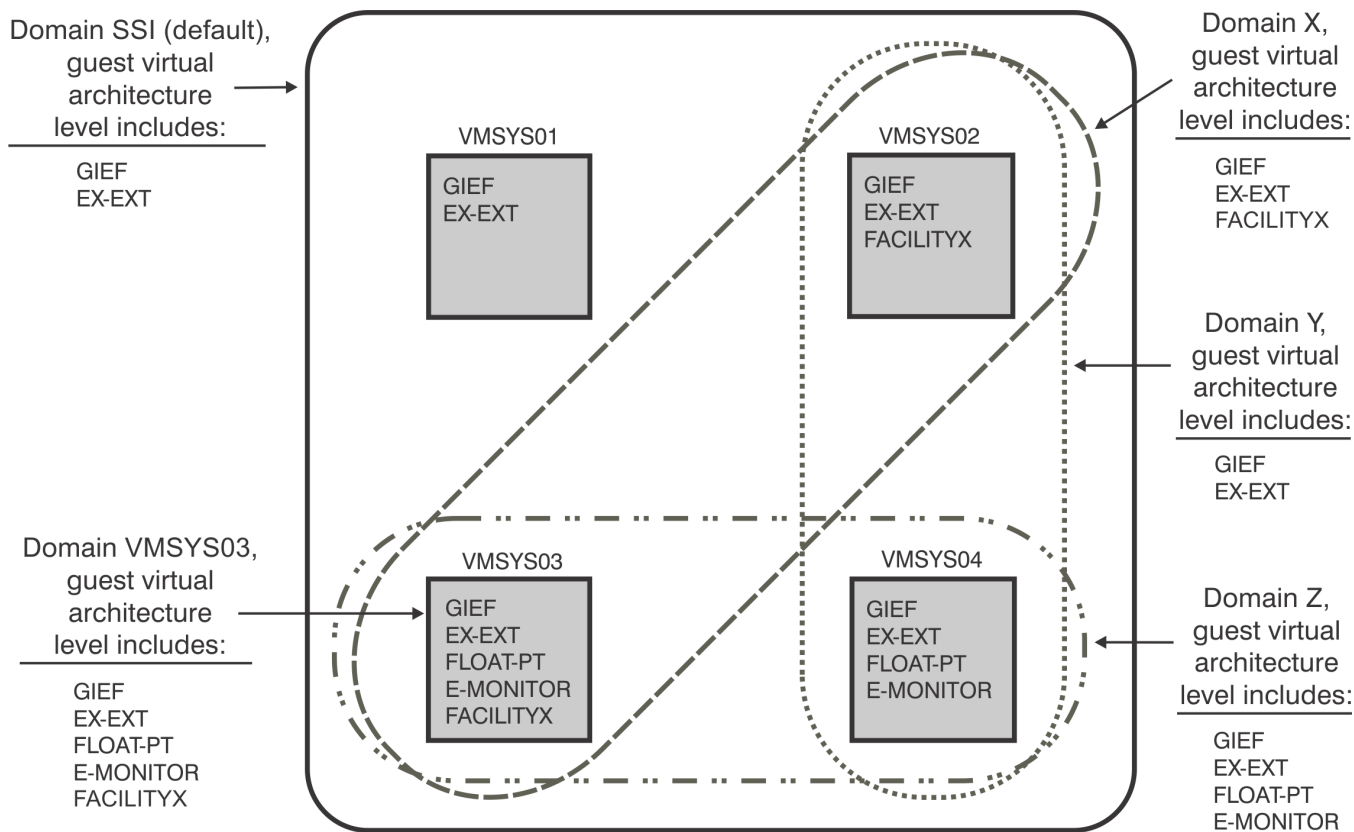 Domain SSI (default),
guest virtual
architecture
level includes:
GIEF
EX-EXT
VMSYS01
GIEF
EX-EXT
VMSYS02
GIEF
EX-EXT
FACILITYX
Domain X,
guest virtual
architecture
level includes:
GIEF
EX-EXT
FACILITYX
Domain Y,
guest virtual
architecture
level includes:
GIEF
EX-EXT
Domain VMSYS03,
guest virtual
architecture
level includes:
GIEF
EX-EXT
FLOAT-PT
E-MONITOR
FACILITYX
VMSYS03
GIEF
EX-EXT
FLOAT-PT
E-MONITOR
FACILITYX
VMSYS04
GIEF
EX-EXT
FLOAT-PT
E-MONITOR
Domain Z,
guest virtual
architecture
level includes:
GIEF
EX-EXT
FLOAT-PT
E-MONITOR